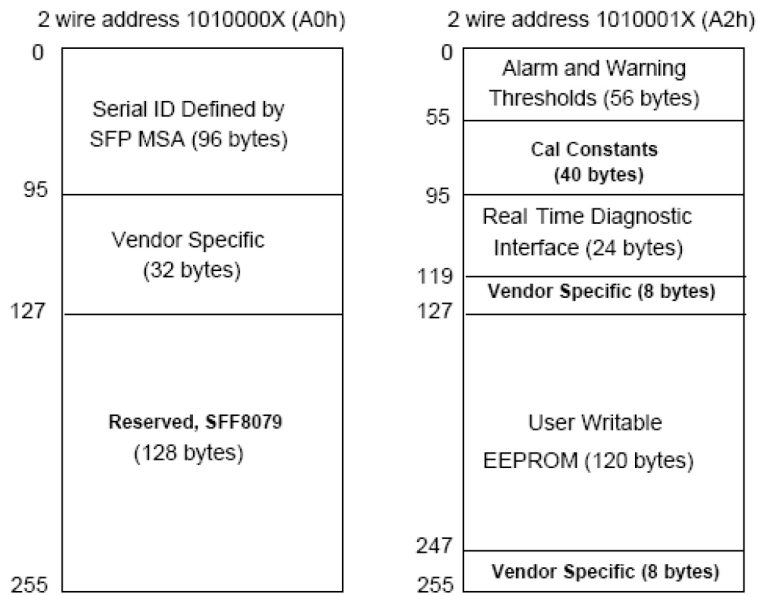 2 wire address 1010000X (A0h)
0
Serial ID Defined by
SFP MSA (96 bytes)
95
Vendor Specific
(32 bytes)
127
Reserved, SFF8079
(128 bytes)
255
2 wire address 1010001X (A2h)
0
Alarm and Warning
Thresholds (56 bytes)
55
Cal Constants
(40 bytes)
95
Real Time Diagnostic
Interface (24 bytes)
119
Vendor Specific (8 bytes)
127
User Writable
EEPROM (120 bytes)
247
Vendor Specific (8 bytes)
255